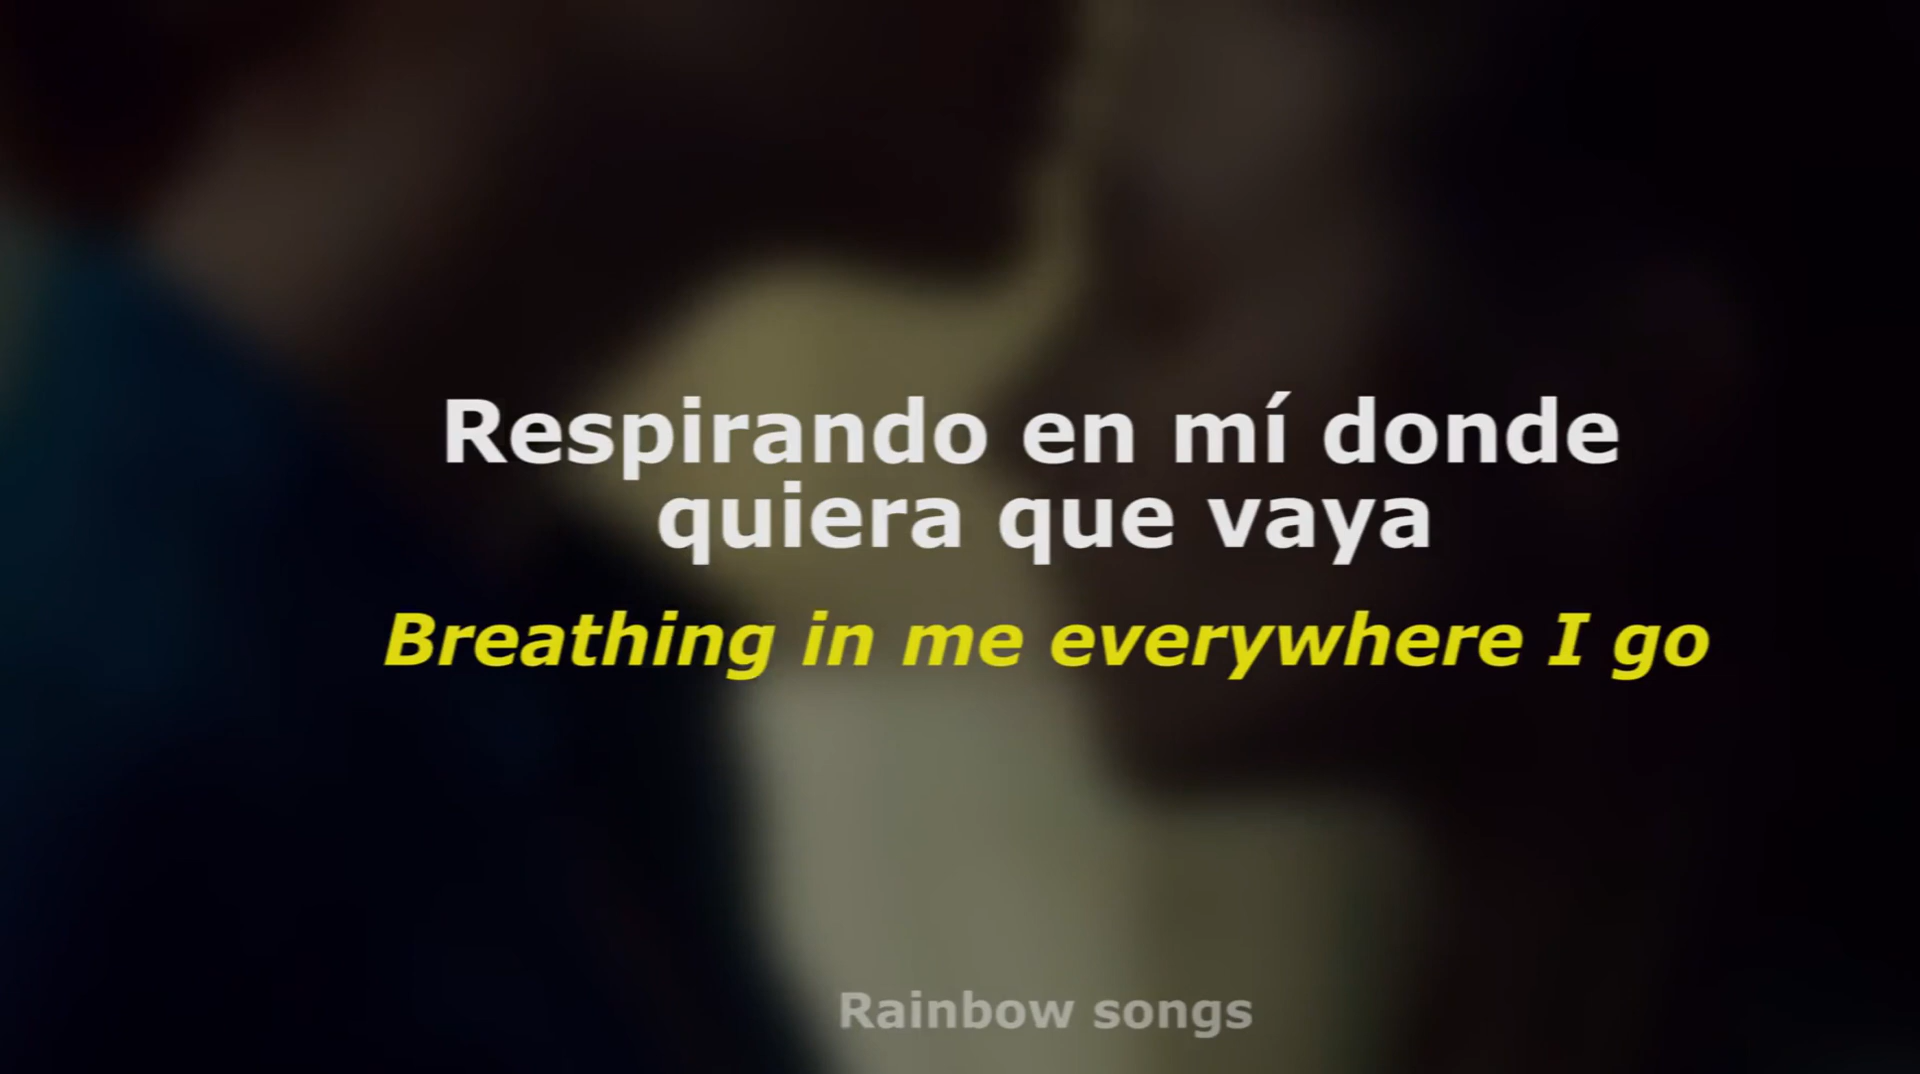 Respirando en mí donde
quiera que vaya
Breathing in me everywhere I go
Rainbow songs